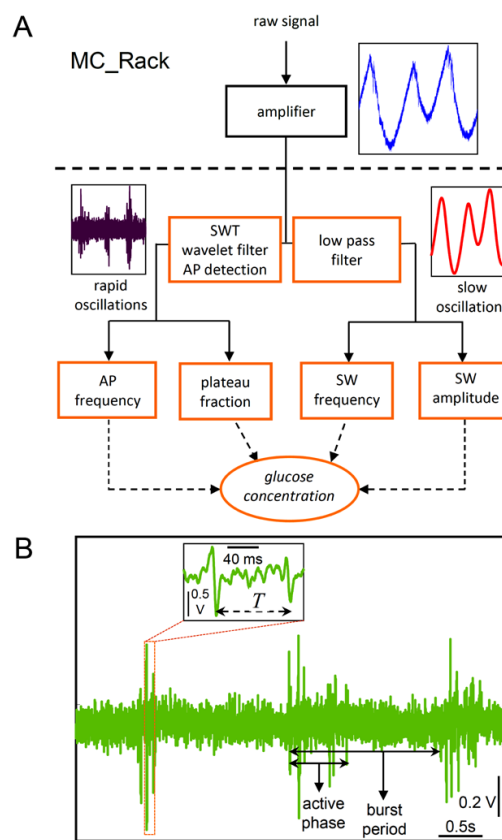 A
raw signal
MC_Rack
amplifier
SWT
wavelet filter
AP detection
low pass
filter
rapid
oscillations
slow
oscillation
AP
frequency
plateau
fraction
SW
frequency
SW
amplitude
glucose
concentration
B
40 ms
0.5
V
T
active
phase
burst
period
0.2 V
0.5s